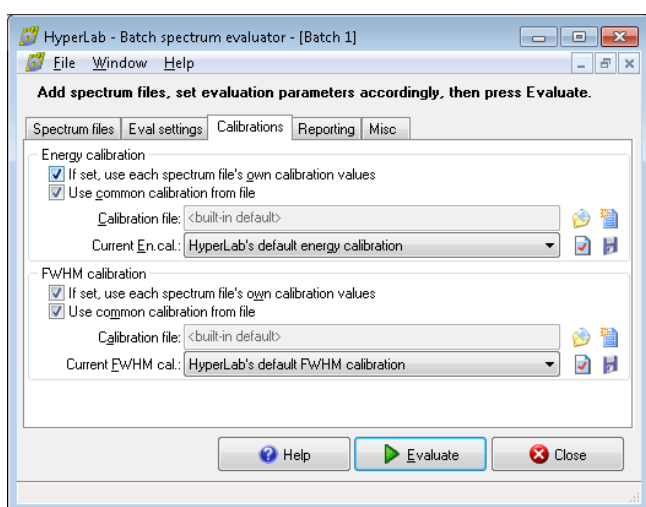 HyperLab - Batch spectrum evaluator - [Batch 1]
File Window Help
Add spectrum files, set evaluation parameters accordingly, then press Evaluate.
Spectrum files Eval settings Calibrations Reporting Misc
Energy calibration
If set, use each spectrum file's own calibration values
Use common calibration from file
Calibration file: <built-in default>
Current En.cal.: HyperLab's default energy calibration
FWHM calibration
If set, use each spectrum file's own calibration values
Use common calibration from file
Calibration file: <built-in default>
Current FWHM cal.: HyperLab's default FWHM calibration
Help Evaluate Close